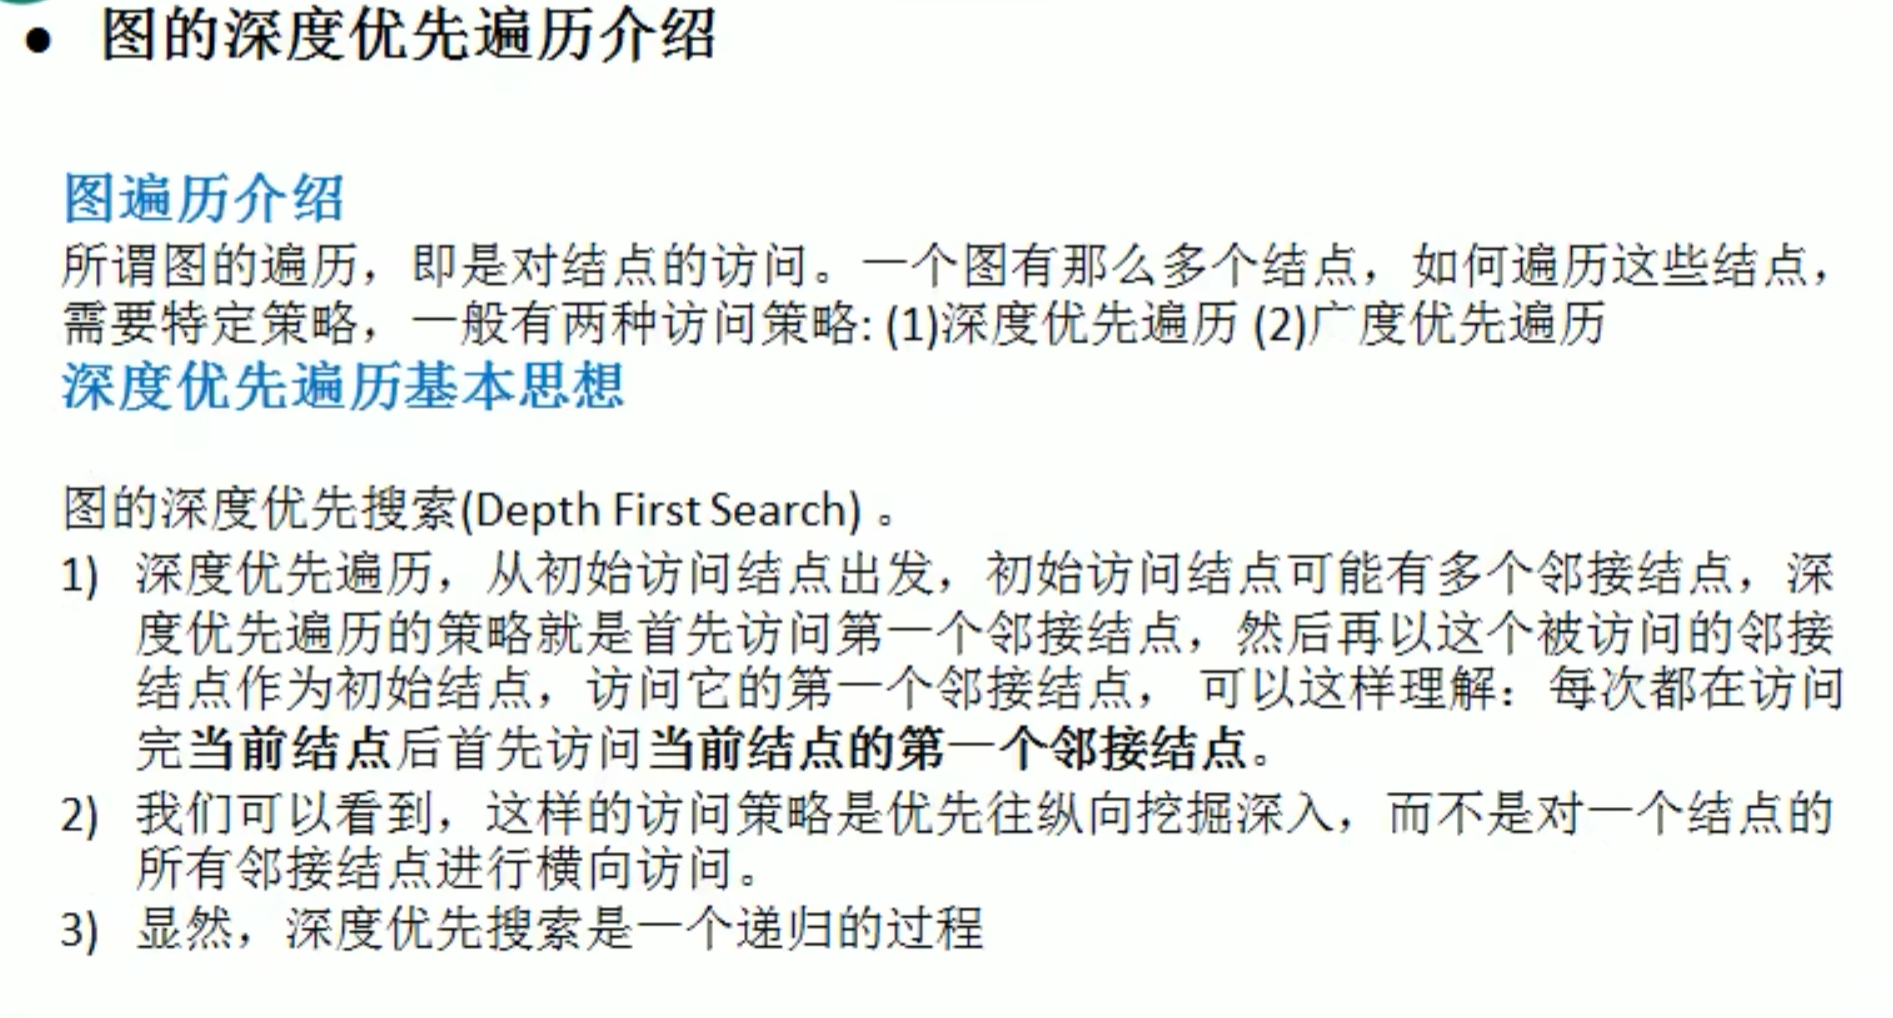 • 图的深度优先遍历介绍
图遍历介绍
所谓图的遍历，即是对结点的访问。一个图有那么多个结点，如何遍历这些结点，
需要特定策略，一般有两种访问策略: (1)深度优先遍历 (2)广度优先遍历
深度优先遍历基本思想
图的深度优先搜索(Depth First Search) 。
1) 深度优先遍历，从初始访问结点出发，初始访问结点可能有多个邻接结点，深
度优先遍历的策略就是首先访问第一个邻接结点，然后再以这个被访问的邻接
结点作为初始结点，访问它的第一个邻接结点， 可以这样理解：每次都在访问
完当前结点后首先访问当前结点的第一个邻接结点。
2) 我们可以看到，这样的访问策略是优先往纵向挖掘深入，而不是对一个结点的
所有邻接结点进行横向访问。
3) 显然，深度优先搜索是一个递归的过程